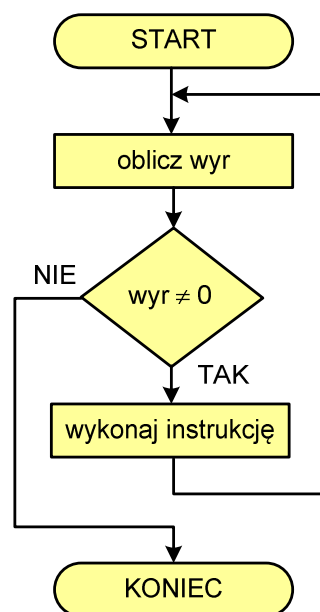 START
oblicz wyr
wyr ≠ 0
NIE
TAK
wykonaj instrukcję
KONIEC